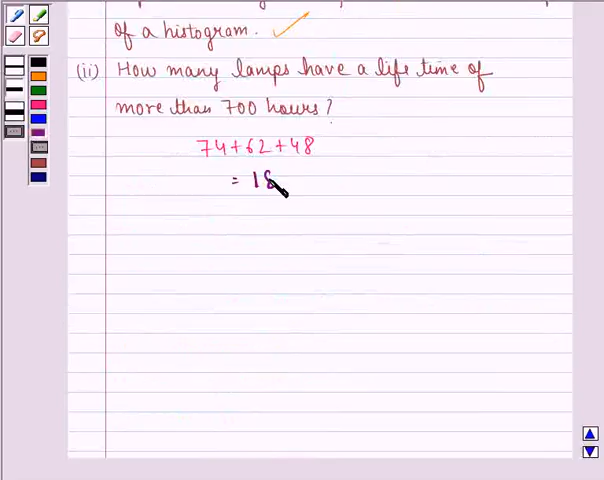 of a histogram.
(ii) How many lamps have a life time of
more than 700 hours?
74+62+48
= 18